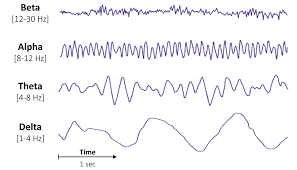 Beta
[12-30 Hz]
Alpha
[8-12 Hz]
Theta
[4-8 Hz]
Delta
[1-4 Hz]
Time
1 sec